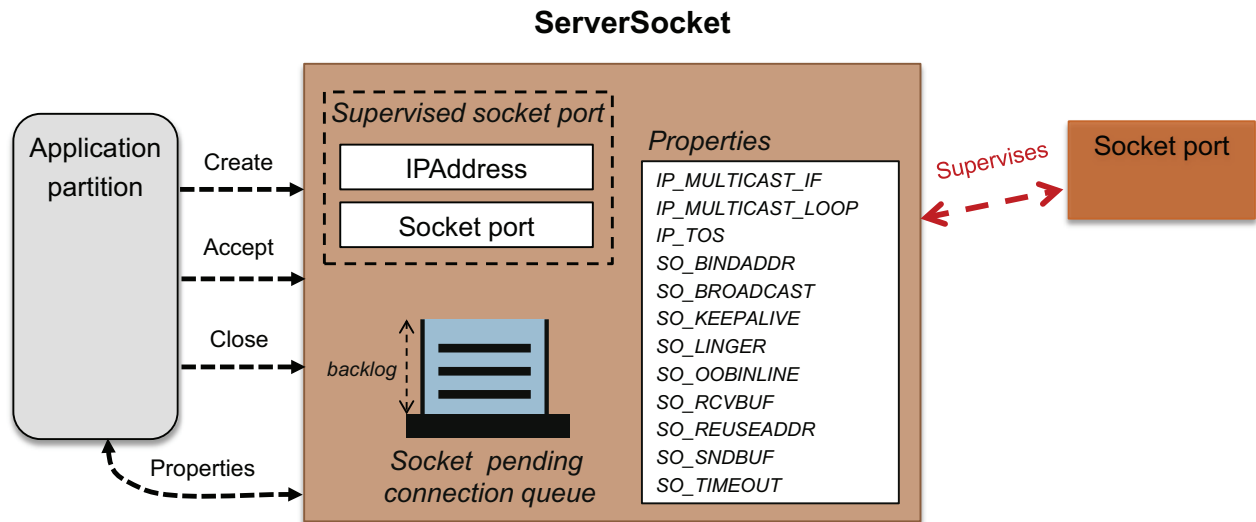 ServerSocket
Application
partition
Create
Accept
Close
Properties
Supervised socket port
IPAddress
Socket port
backlog
Socket pending
connection queue
Properties
IP_MULTICAST_IF
IP_MULTICAST_LOOP
IP_TOS
SO_BINDADDR
SO_BROADCAST
SO_KEEPALIVE
SO_LINGER
SO_OOBINLINE
SO_RCVBUF
SO_REUSEADDR
SO_SNDBUF
SO_TIMEOUT
Supervises
Socket port